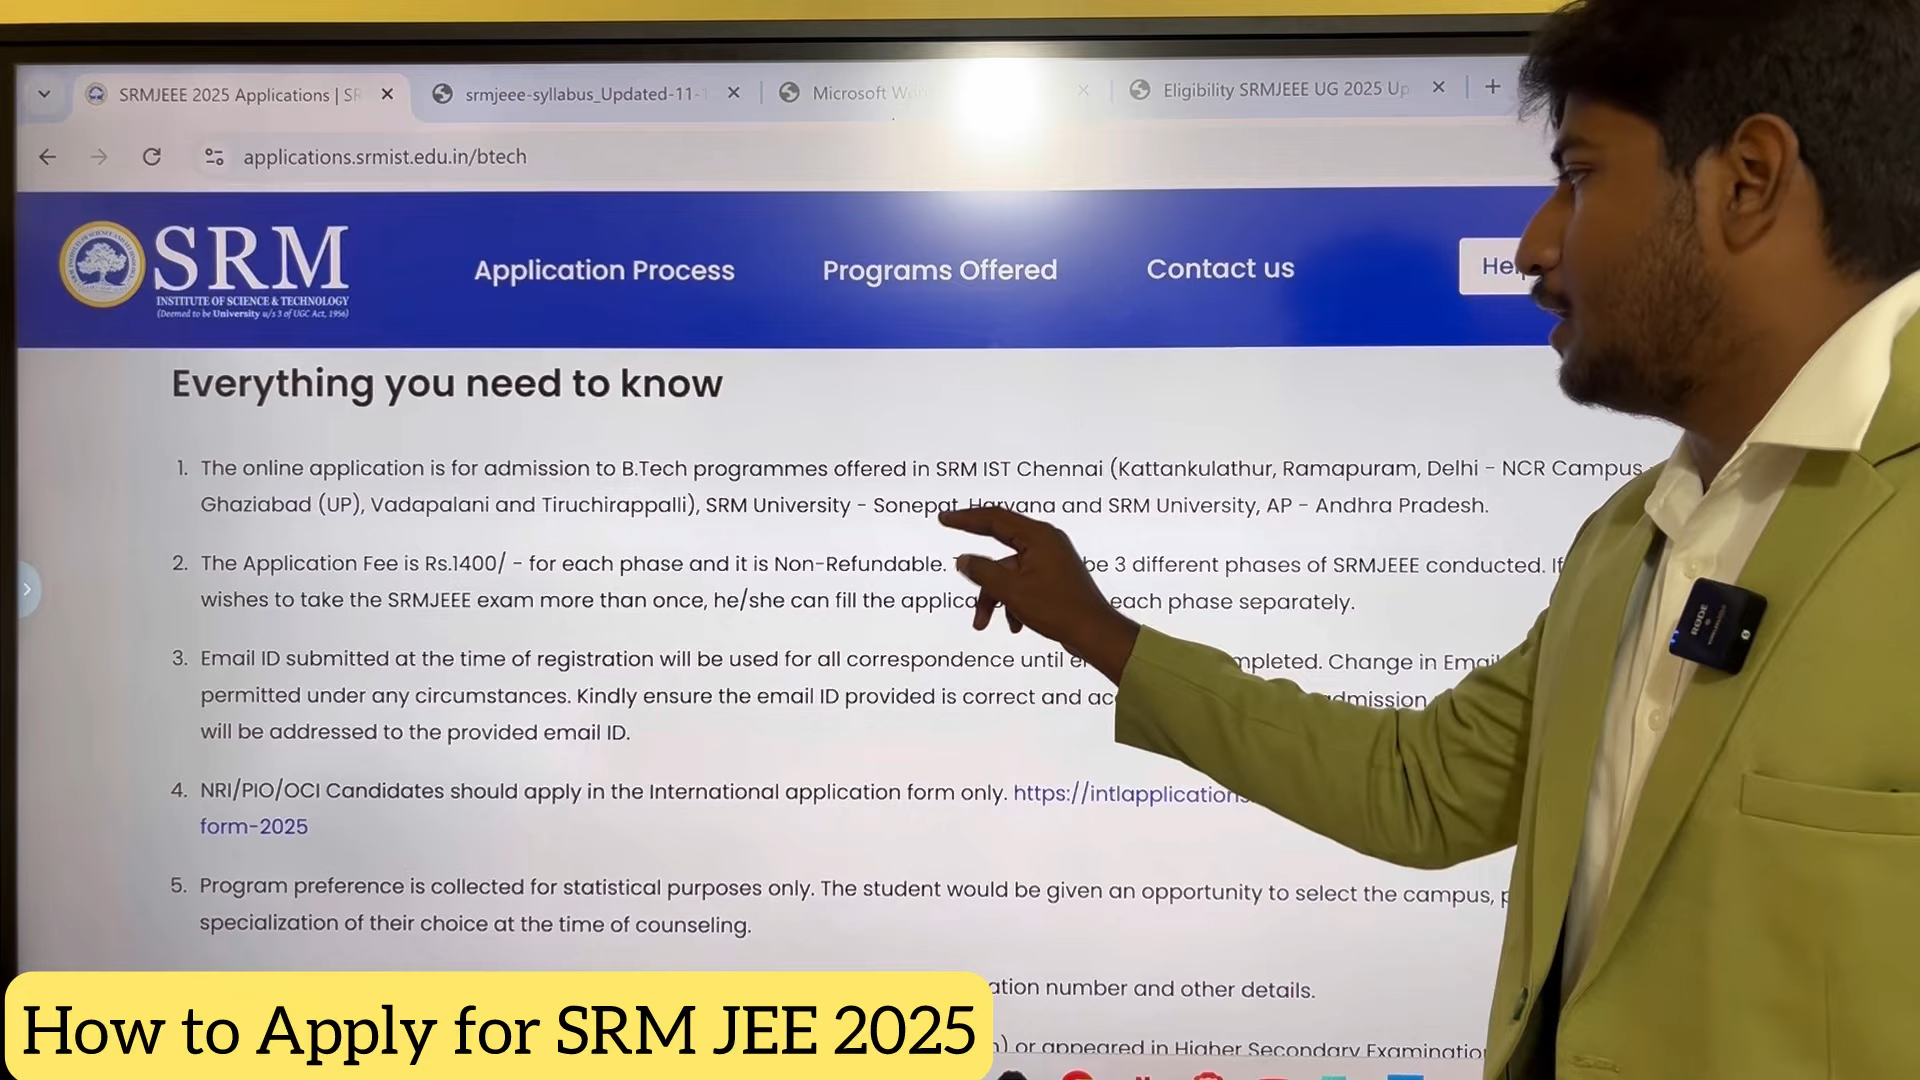 SRMJEEE 2025 Applications | SR
srmjeee-syllabus_Updated-11-1
Microsoft W
Eligibility SRMJEEE UG 2025 Up
applications.srmist.edu.in/btech
SRM
INSTITUTE OF SCIENCE & TECHNOLOGY
(Deemed to be University u/s 3 of UGC Act, 1956)
Application Process
Programs Offered
Contact us
Hel
Everything you need to know
1. The online application is for admission to B.Tech programmes offered in SRM IST Chennai (Kattankulathur, Ramapuram, Delhi - NCR Campus
Ghaziabad (UP), Vadapalani and Tiruchirappalli), SRM University - Sonepat, Haryana and SRM University, AP - Andhra Pradesh.
2. The Application Fee is Rs.1400/ - for each phase and it is Non-Refundable. be 3 different phases of SRMJEEE conducted. If
wishes to take the SRMJEEE exam more than once, he/she can fill the applica each phase separately.
3. Email ID submitted at the time of registration will be used for all correspondence until mpleted. Change in Email
permitted under any circumstances. Kindly ensure the email ID provided is correct and ac dmission
will be addressed to the provided email ID.
4. NRI/PIO/OCI Candidates should apply in the International application form only. https://intlapplications.
form-2025
5. Program preference is collected for statistical purposes only. The student would be given an opportunity to select the campus, p
specialization of their choice at the time of counseling.
ation number and other details.
) or appeared in Higher Secondary Examination
How to Apply for SRM JEE 2025
RØDE